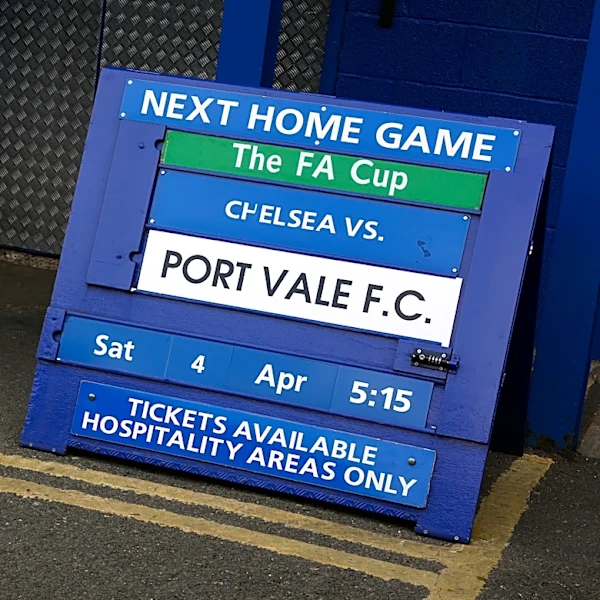 NEXT HOME GAME
The FA Cup
CHELSEA VS.
PORT VALE F.C.
Sat 4 Apr 5:15
TICKETS AVAILABLE
HOSPITALITY AREAS ONLY